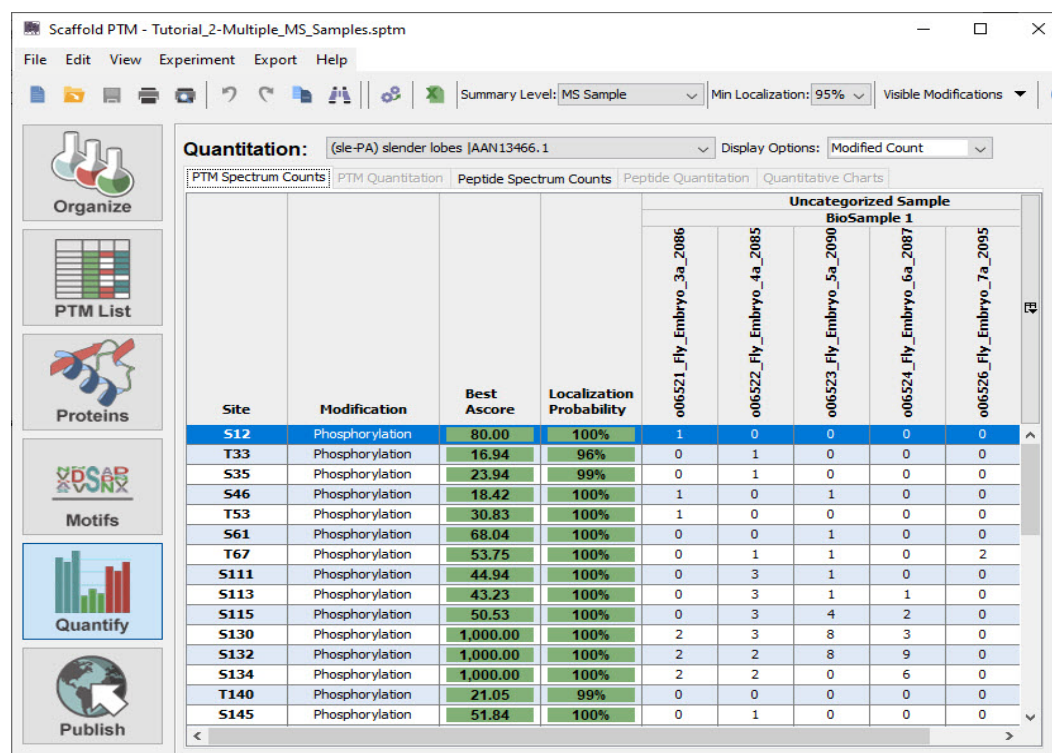 Scaffold PTM - Tutorial_2-Multiple_MS_Samples.sptm
File Edit View Experiment Export Help
Summary Level: MS Sample Min Localization: 95% Visible Modifications
Organize
PTM List
Proteins
Motifs
Quantify
Publish
Quantitation: (sle-PA) slender lobes |AAN13466.1 Display Options: Modified Count
PTM Spectrum Counts PTM Quantitation Peptide Spectrum Counts Peptide Quantitation Quantitative Charts
Uncategorized Sample
BioSample 1
Site Modification Best Ascore Localization Probability o06521_Fly_Embryo_3a_2086 o06522_Fly_Embryo_4a_2085 o06523_Fly_Embryo_5a_2090 o06524_Fly_Embryo_6a_2087 o06526_Fly_Embryo_7a_2095
S12 Phosphorylation 80.00 100% 1 0 0 0 0
T33 Phosphorylation 16.94 96% 0 1 0 0 0
S35 Phosphorylation 23.94 99% 0 1 0 0 0
S46 Phosphorylation 18.42 100% 1 0 1 0 0
T53 Phosphorylation 30.83 100% 1 0 0 0 0
S61 Phosphorylation 68.04 100% 0 0 1 0 0
T67 Phosphorylation 53.75 100% 0 1 1 0 2
S111 Phosphorylation 44.94 100% 0 3 1 0 0
S113 Phosphorylation 43.23 100% 0 3 1 1 0
S115 Phosphorylation 50.53 100% 0 3 4 2 0
S130 Phosphorylation 1,000.00 100% 2 3 8 3 0
S132 Phosphorylation 1,000.00 100% 2 2 8 9 0
S134 Phosphorylation 1,000.00 100% 2 2 0 6 0
T140 Phosphorylation 21.05 99% 0 0 0 0 0
S145 Phosphorylation 51.84 100% 0 1 0 0 0